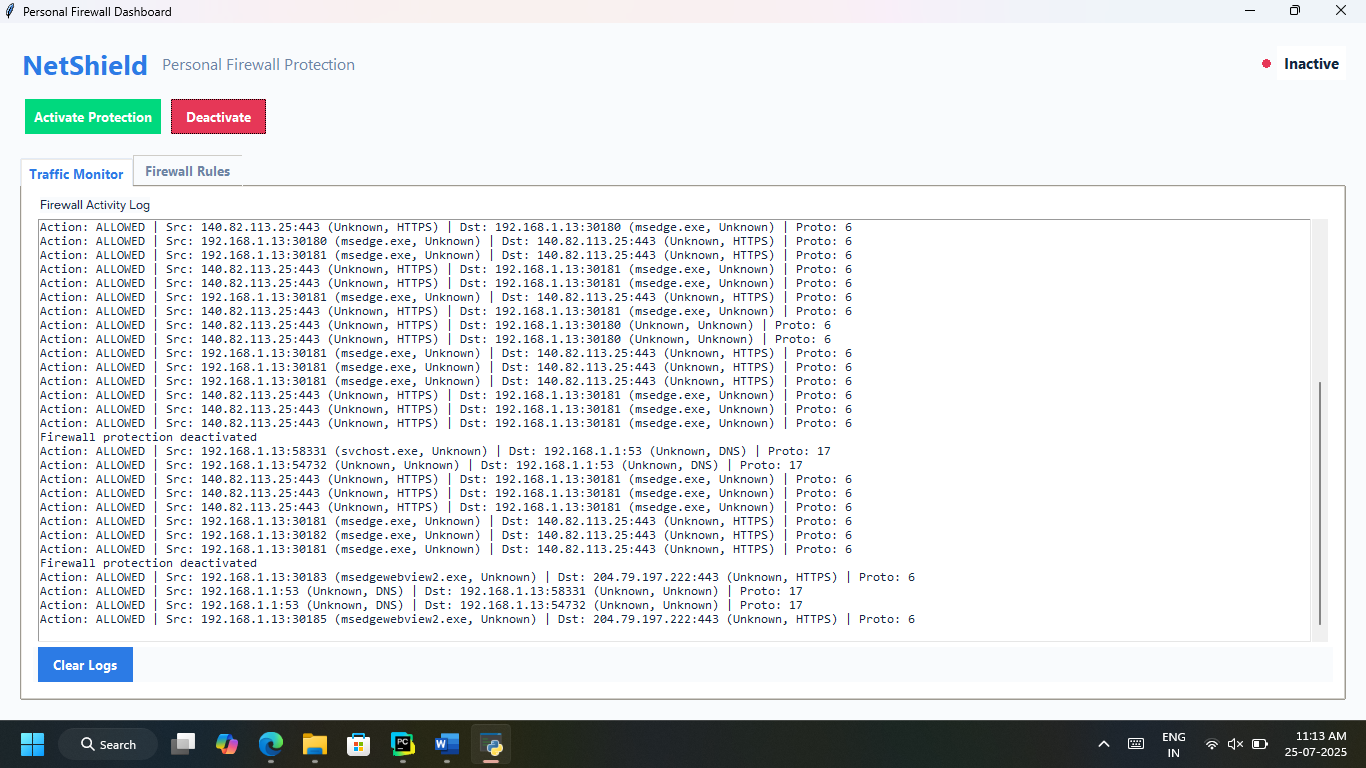 Personal Firewall Dashboard
NetShield Personal Firewall Protection
Inactive
Activate Protection Deactivate
Traffic Monitor Firewall Rules
Firewall Activity Log
Action: ALLOWED | Src: 140.82.113.25:443 (Unknown, HTTPS) | Dst: 192.168.1.13:30180 (msedge.exe, Unknown) | Proto: 6
Action: ALLOWED | Src: 192.168.1.13:30180 (msedge.exe, Unknown) | Dst: 140.82.113.25:443 (Unknown, HTTPS) | Proto: 6
Action: ALLOWED | Src: 192.168.1.13:30181 (msedge.exe, Unknown) | Dst: 140.82.113.25:443 (Unknown, HTTPS) | Proto: 6
Action: ALLOWED | Src: 140.82.113.25:443 (Unknown, HTTPS) | Dst: 192.168.1.13:30181 (msedge.exe, Unknown) | Proto: 6
Action: ALLOWED | Src: 140.82.113.25:443 (Unknown, HTTPS) | Dst: 192.168.1.13:30181 (msedge.exe, Unknown) | Proto: 6
Action: ALLOWED | Src: 192.168.1.13:30181 (msedge.exe, Unknown) | Dst: 140.82.113.25:443 (Unknown, HTTPS) | Proto: 6
Action: ALLOWED | Src: 140.82.113.25:443 (Unknown, HTTPS) | Dst: 192.168.1.13:30181 (msedge.exe, Unknown) | Proto: 6
Action: ALLOWED | Src: 140.82.113.25:443 (Unknown, HTTPS) | Dst: 192.168.1.13:30180 (Unknown, Unknown) | Proto: 6
Action: ALLOWED | Src: 140.82.113.25:443 (Unknown, HTTPS) | Dst: 192.168.1.13:30180 (Unknown, Unknown) | Proto: 6
Action: ALLOWED | Src: 192.168.1.13:30181 (msedge.exe, Unknown) | Dst: 140.82.113.25:443 (Unknown, HTTPS) | Proto: 6
Action: ALLOWED | Src: 192.168.1.13:30181 (msedge.exe, Unknown) | Dst: 140.82.113.25:443 (Unknown, HTTPS) | Proto: 6
Action: ALLOWED | Src: 192.168.1.13:30181 (msedge.exe, Unknown) | Dst: 140.82.113.25:443 (Unknown, HTTPS) | Proto: 6
Action: ALLOWED | Src: 140.82.113.25:443 (Unknown, HTTPS) | Dst: 192.168.1.13:30181 (msedge.exe, Unknown) | Proto: 6
Action: ALLOWED | Src: 140.82.113.25:443 (Unknown, HTTPS) | Dst: 192.168.1.13:30181 (msedge.exe, Unknown) | Proto: 6
Action: ALLOWED | Src: 140.82.113.25:443 (Unknown, HTTPS) | Dst: 192.168.1.13:30181 (msedge.exe, Unknown) | Proto: 6
Firewall protection deactivated
Action: ALLOWED | Src: 192.168.1.13:58331 (svchost.exe, Unknown) | Dst: 192.168.1.1:53 (Unknown, DNS) | Proto: 17
Action: ALLOWED | Src: 192.168.1.13:54732 (Unknown, Unknown) | Dst: 192.168.1.1:53 (Unknown, DNS) | Proto: 17
Action: ALLOWED | Src: 140.82.113.25:443 (Unknown, HTTPS) | Dst: 192.168.1.13:30181 (msedge.exe, Unknown) | Proto: 6
Action: ALLOWED | Src: 140.82.113.25:443 (Unknown, HTTPS) | Dst: 192.168.1.13:30181 (msedge.exe, Unknown) | Proto: 6
Action: ALLOWED | Src: 140.82.113.25:443 (Unknown, HTTPS) | Dst: 192.168.1.13:30181 (msedge.exe, Unknown) | Proto: 6
Action: ALLOWED | Src: 192.168.1.13:30181 (msedge.exe, Unknown) | Dst: 140.82.113.25:443 (Unknown, HTTPS) | Proto: 6
Action: ALLOWED | Src: 192.168.1.13:30182 (msedge.exe, Unknown) | Dst: 140.82.113.25:443 (Unknown, HTTPS) | Proto: 6
Action: ALLOWED | Src: 192.168.1.13:30181 (msedge.exe, Unknown) | Dst: 140.82.113.25:443 (Unknown, HTTPS) | Proto: 6
Firewall protection deactivated
Action: ALLOWED | Src: 192.168.1.13:30183 (msedgewebview2.exe, Unknown) | Dst: 204.79.197.222:443 (Unknown, HTTPS) | Proto: 6
Action: ALLOWED | Src: 192.168.1.1:53 (Unknown, DNS) | Dst: 192.168.1.13:58331 (Unknown, Unknown) | Proto: 17
Action: ALLOWED | Src: 192.168.1.1:53 (Unknown, DNS) | Dst: 192.168.1.13:54732 (Unknown, Unknown) | Proto: 17
Action: ALLOWED | Src: 192.168.1.13:30185 (msedgewebview2.exe, Unknown) | Dst: 204.79.197.222:443 (Unknown, HTTPS) | Proto: 6
Clear Logs
Search
PC
W
ENG
IN
11:13 AM
25-07-2025